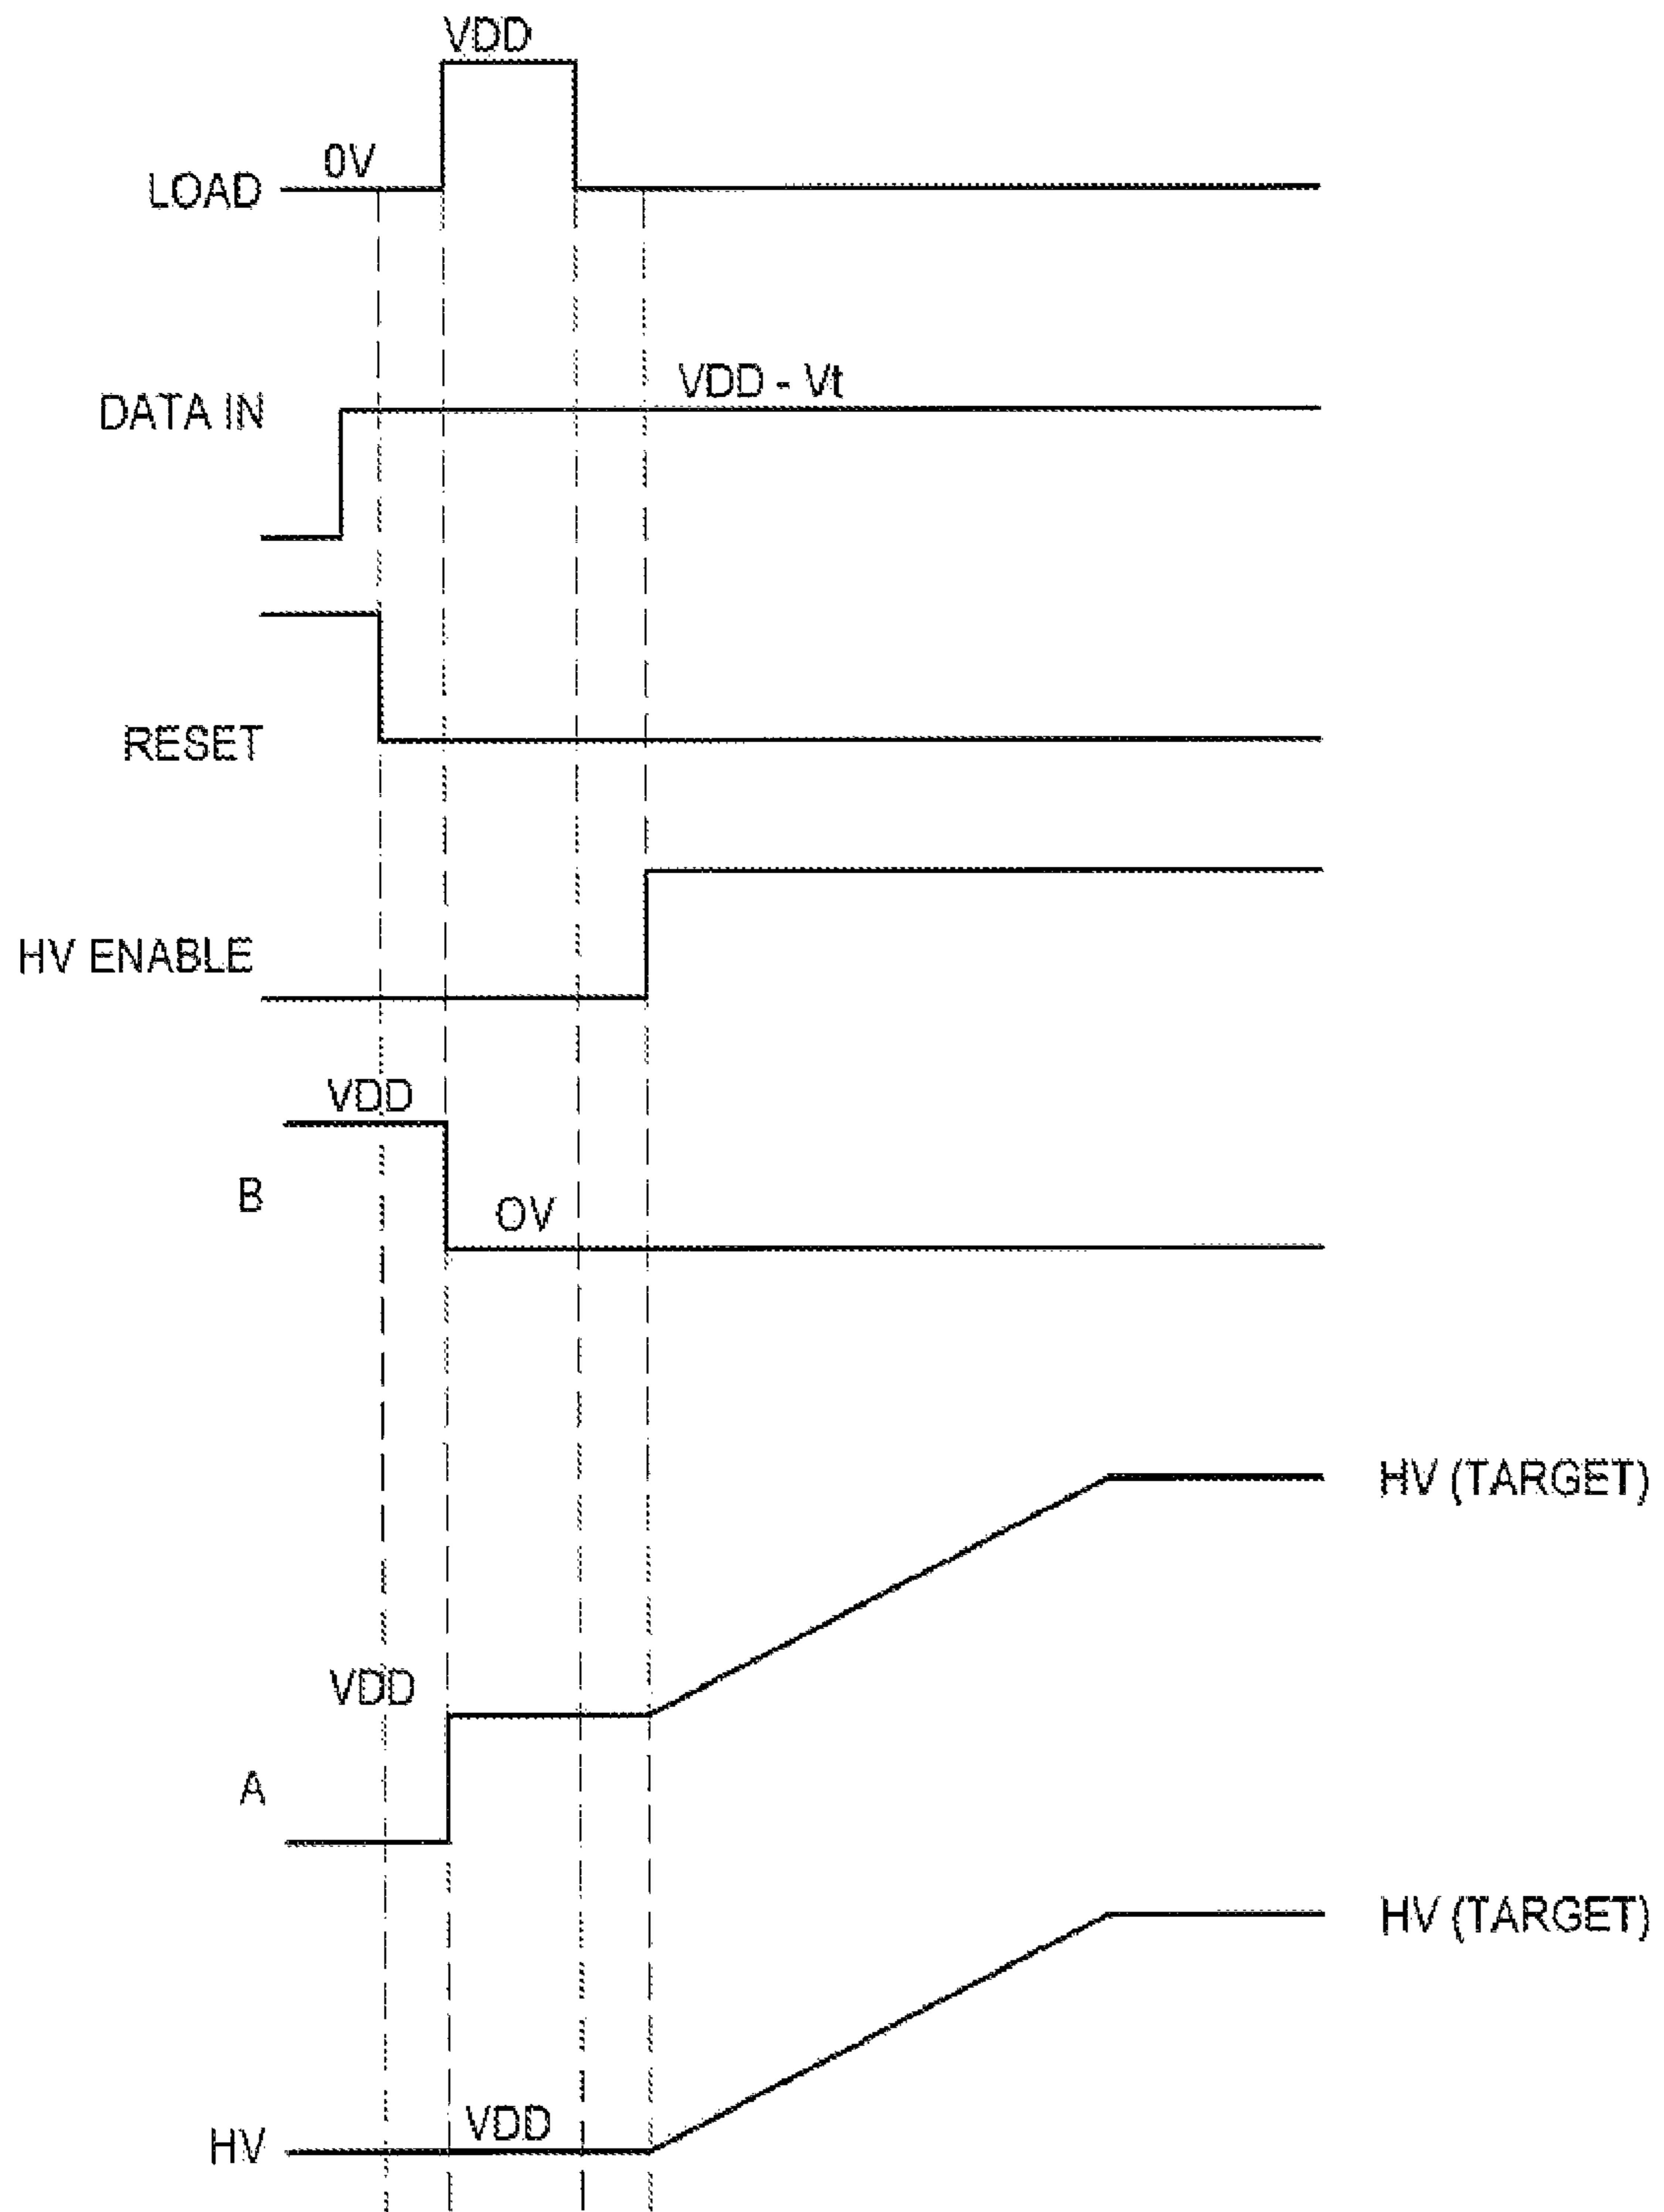 VDD
0V
LOAD
VDD - Vt
DATA IN
RESET
HV ENABLE
VDD
B
OV
HV (TARGET)
VDD
A
HV (TARGET)
VDD
HV